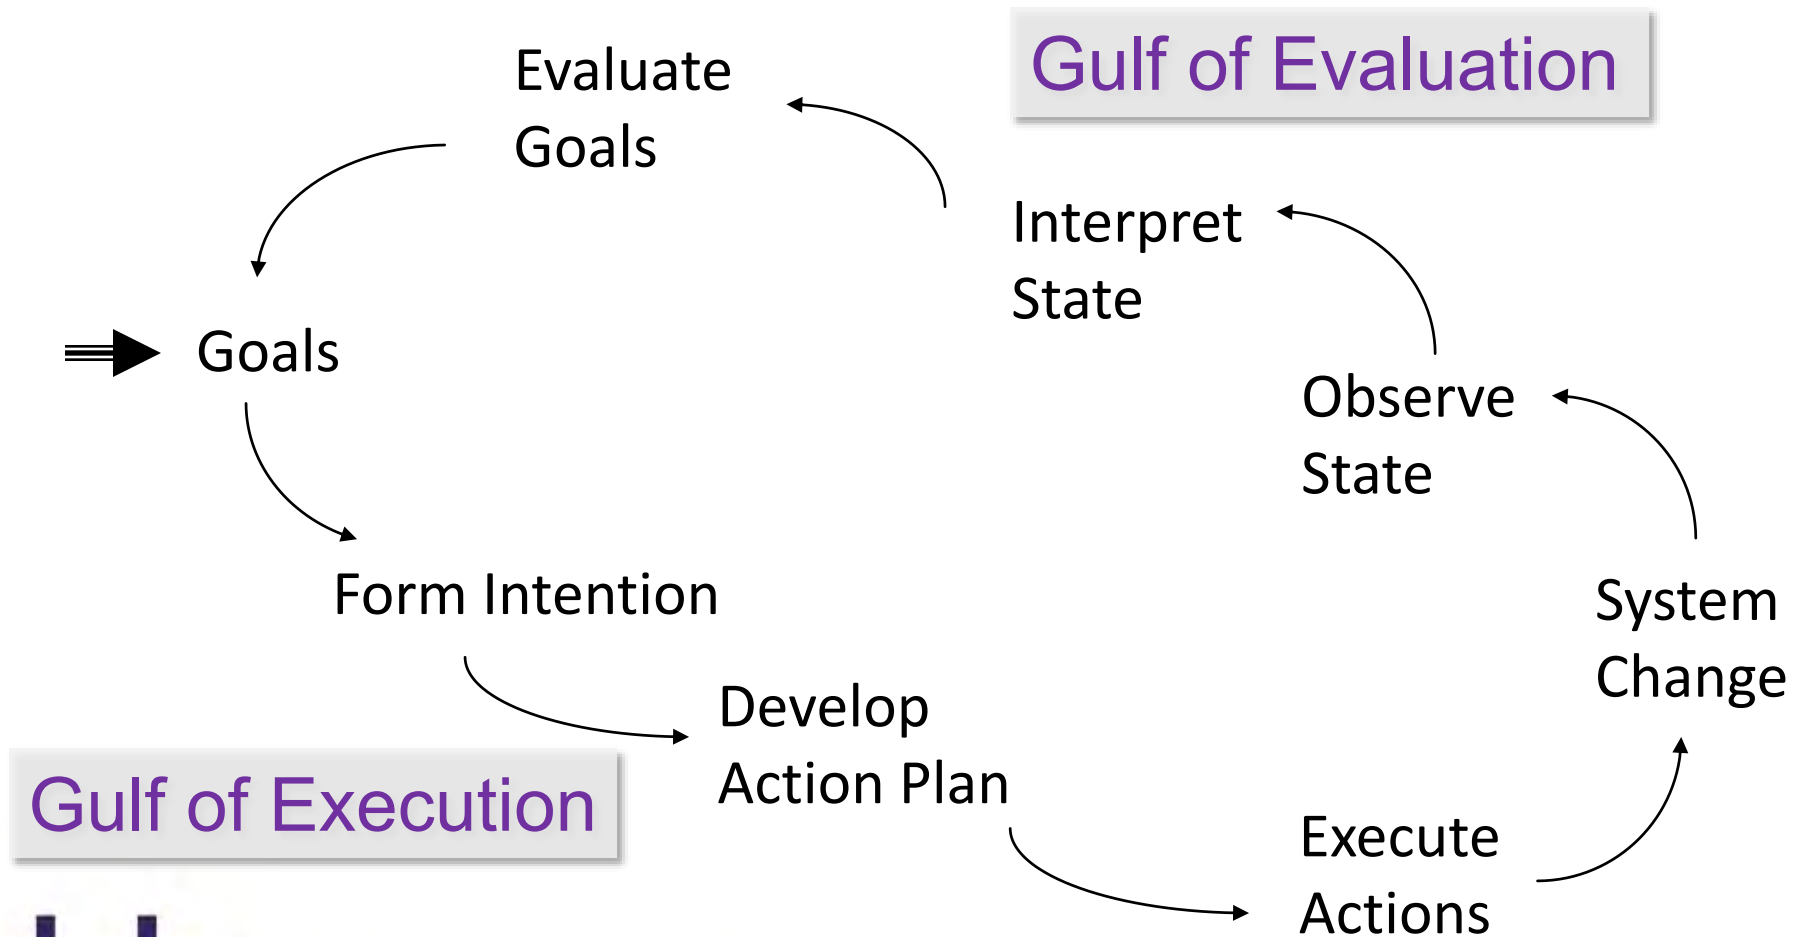 Evaluate
Goals
Gulf of Evaluation
Interpret
State
Goals
Observe
State
Form Intention
System
Change
Develop
Action Plan
Gulf of Execution
Execute
Actions